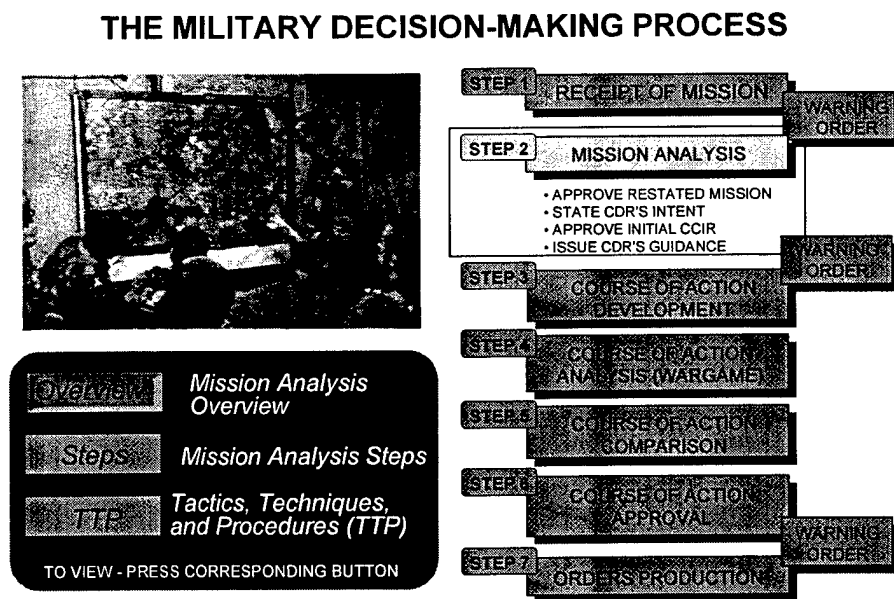 THE MILITARY DECISION-MAKING PROCESS
STEP 1
RECEIPT OF MISSION
WARNING
ORDER!
STEP 2
MISSION ANALYSIS
• APPROVE RESTATED MISSION
• STATE CDR'S INTENT
• APPROVE INITIAL CCIR
• ISSUE CDR'S GUIDANCE
WARNING
ORDER!
STEP 3
COURSE OF ACTION
DEVELOPMENT
STEP 4
COURSE OF ACTION
ANALYSIS (WARGAME)
STEP 5
COURSE OF ACTION
COMPARISON
STEP 6
COURSE OF ACTION
APPROVAL
WARNING
ORDER!
STEP 7
ORDERS PRODUCTION
Overview
Mission Analysis
Overview
Steps
Mission Analysis Steps
TTP
Tactics, Techniques,
and Procedures (TTP)
TO VIEW - PRESS CORRESPONDING BUTTON